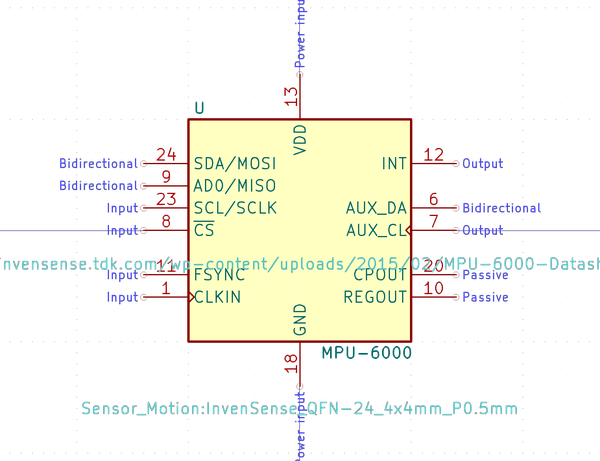 Power input
13
U
VDD
Bidirectional 24 SDA/MOSI INT 12 Output
Bidirectional 9 AD0/MISO
Input 23 SCL/SCLK AUX_DA 6 Bidirectional
Input 8 CS AUX_CL 7 Output
invensense.tdk.com/wp-content/uploads/2015/02/MPU-6000-Datash
Input 11 FSYNC CPOUT 20 Passive
Input 1 CLKIN REGOUT 10 Passive
GND
MPU-6000
18
Sensor_Motion:InvenSense_QFN-24_4x4mm_P0.5mm
Power input